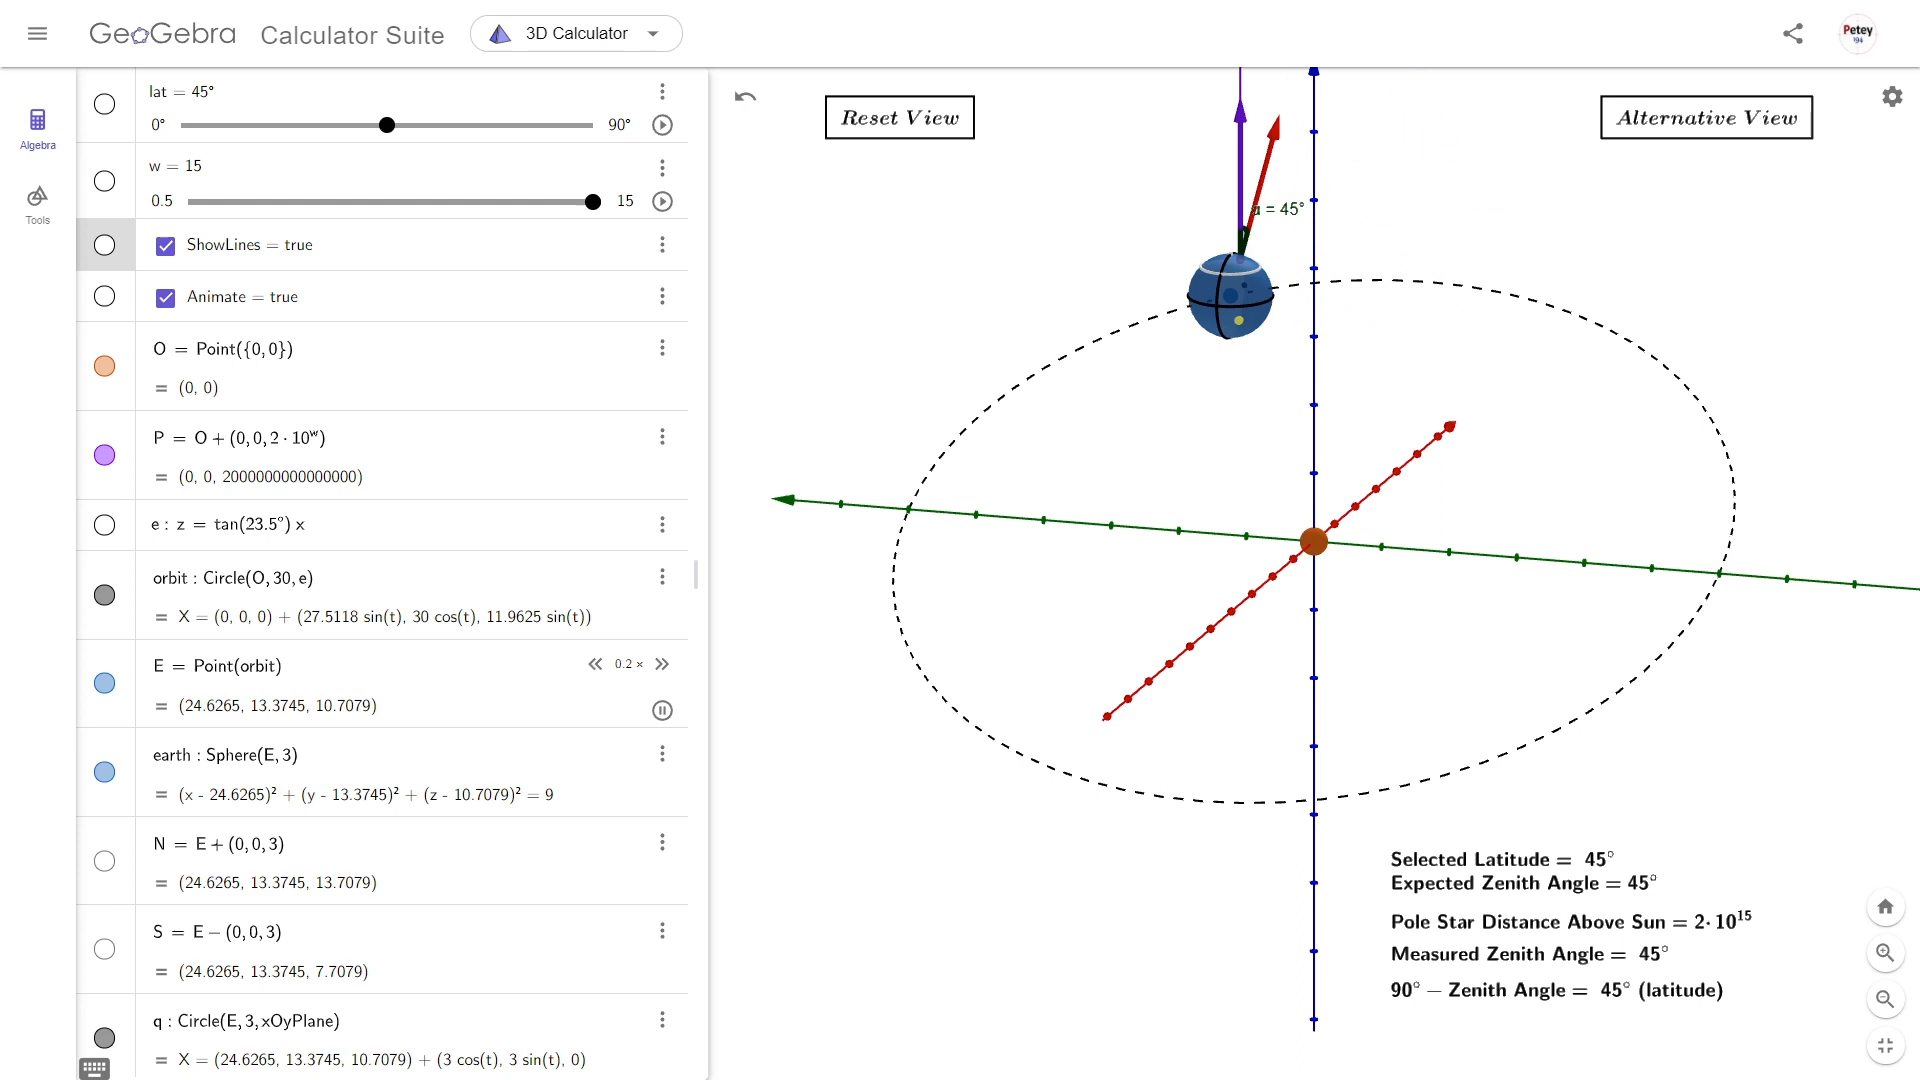 GeoGebra Calculator Suite 3D Calculator
Petey
'94
Algebra
Tools
lat = 45°
0° 90°
w = 15
0.5 15
ShowLines = true
Animate = true
O = Point({0,0})
= (0, 0)
P = O + (0, 0, 2 · 10ʷ)
= (0, 0, 2000000000000000)
e : z = tan(23.5°) x
orbit : Circle(O, 30, e)
= X = (0, 0, 0) + (27.5118 sin(t), 30 cos(t), 11.9625 sin(t))
E = Point(orbit)
0.2 ×
= (24.6265, 13.3745, 10.7079)
earth : Sphere(E, 3)
= (x - 24.6265)² + (y - 13.3745)² + (z - 10.7079)² = 9
N = E + (0, 0, 3)
= (24.6265, 13.3745, 13.7079)
S = E − (0, 0, 3)
= (24.6265, 13.3745, 7.7079)
q : Circle(E, 3, xOyPlane)
= X = (24.6265, 13.3745, 10.7079) + (3 cos(t), 3 sin(t), 0)
Reset View
Alternative View
= 45°
Selected Latitude = 45°
Expected Zenith Angle = 45°
Pole Star Distance Above Sun = 2· 10¹⁵
Measured Zenith Angle = 45°
90° − Zenith Angle = 45° (latitude)